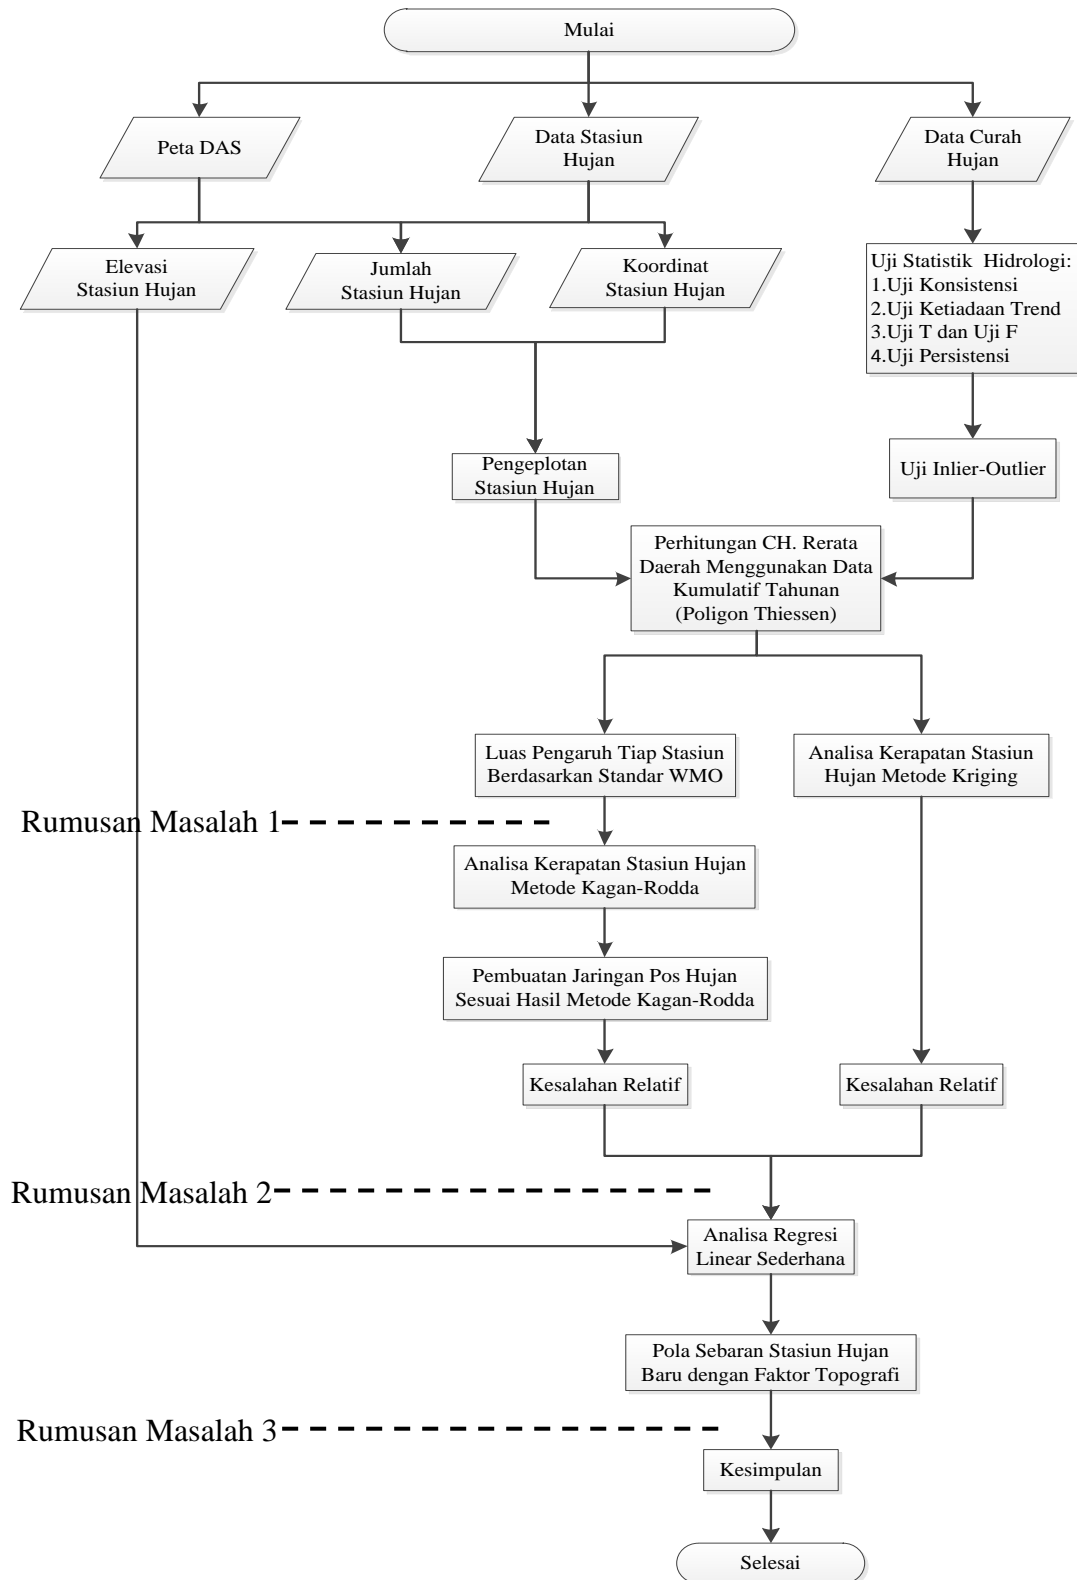 Mulai
Peta DAS
Data Stasiun
Hujan
Data Curah
Hujan
Elevasi
Stasiun Hujan
Jumlah
Stasiun Hujan
Koordinat
Stasiun Hujan
Uji Statistik Hidrologi:
1.Uji Konsistensi
2.Uji Ketiadaan Trend
3.Uji T dan Uji F
4.Uji Persistensi
Pengeplotan
Stasiun Hujan
Uji Inlier-Outlier
Perhitungan CH. Rerata
Daerah Menggunakan Data
Kumulatif Tahunan
(Poligon Thiessen)
Luas Pengaruh Tiap Stasiun
Berdasarkan Standar WMO
Analisa Kerapatan Stasiun
Hujan Metode Kriging
Rumusan Masalah 1
Analisa Kerapatan Stasiun Hujan
Metode Kagan-Rodda
Pembuatan Jaringan Pos Hujan
Sesuai Hasil Metode Kagan-Rodda
Kesalahan Relatif
Kesalahan Relatif
Rumusan Masalah 2
Analisa Regresi
Linear Sederhana
Pola Sebaran Stasiun Hujan
Baru dengan Faktor Topografi
Rumusan Masalah 3
Kesimpulan
Selesai